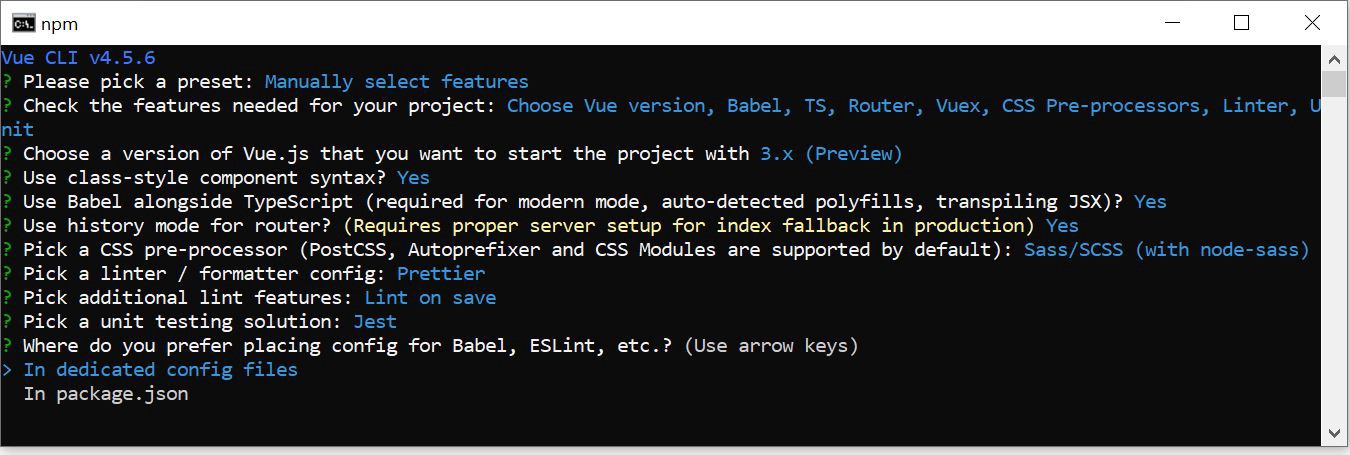 npm
Vue CLI v4.5.6
? Please pick a preset: Manually select features
? Check the features needed for your project: Choose Vue version, Babel, TS, Router, Vuex, CSS Pre-processors, Linter, U
nit
? Choose a version of Vue.js that you want to start the project with 3.x (Preview)
? Use class-style component syntax? Yes
? Use Babel alongside TypeScript (required for modern mode, auto-detected polyfills, transpiling JSX)? Yes
? Use history mode for router? (Requires proper server setup for index fallback in production) Yes
? Pick a CSS pre-processor (PostCSS, Autoprefixer and CSS Modules are supported by default): Sass/SCSS (with node-sass)
? Pick a linter / formatter config: Prettier
? Pick additional lint features: Lint on save
? Pick a unit testing solution: Jest
? Where do you prefer placing config for Babel, ESLint, etc.? (Use arrow keys)
> In dedicated config files
In package.json